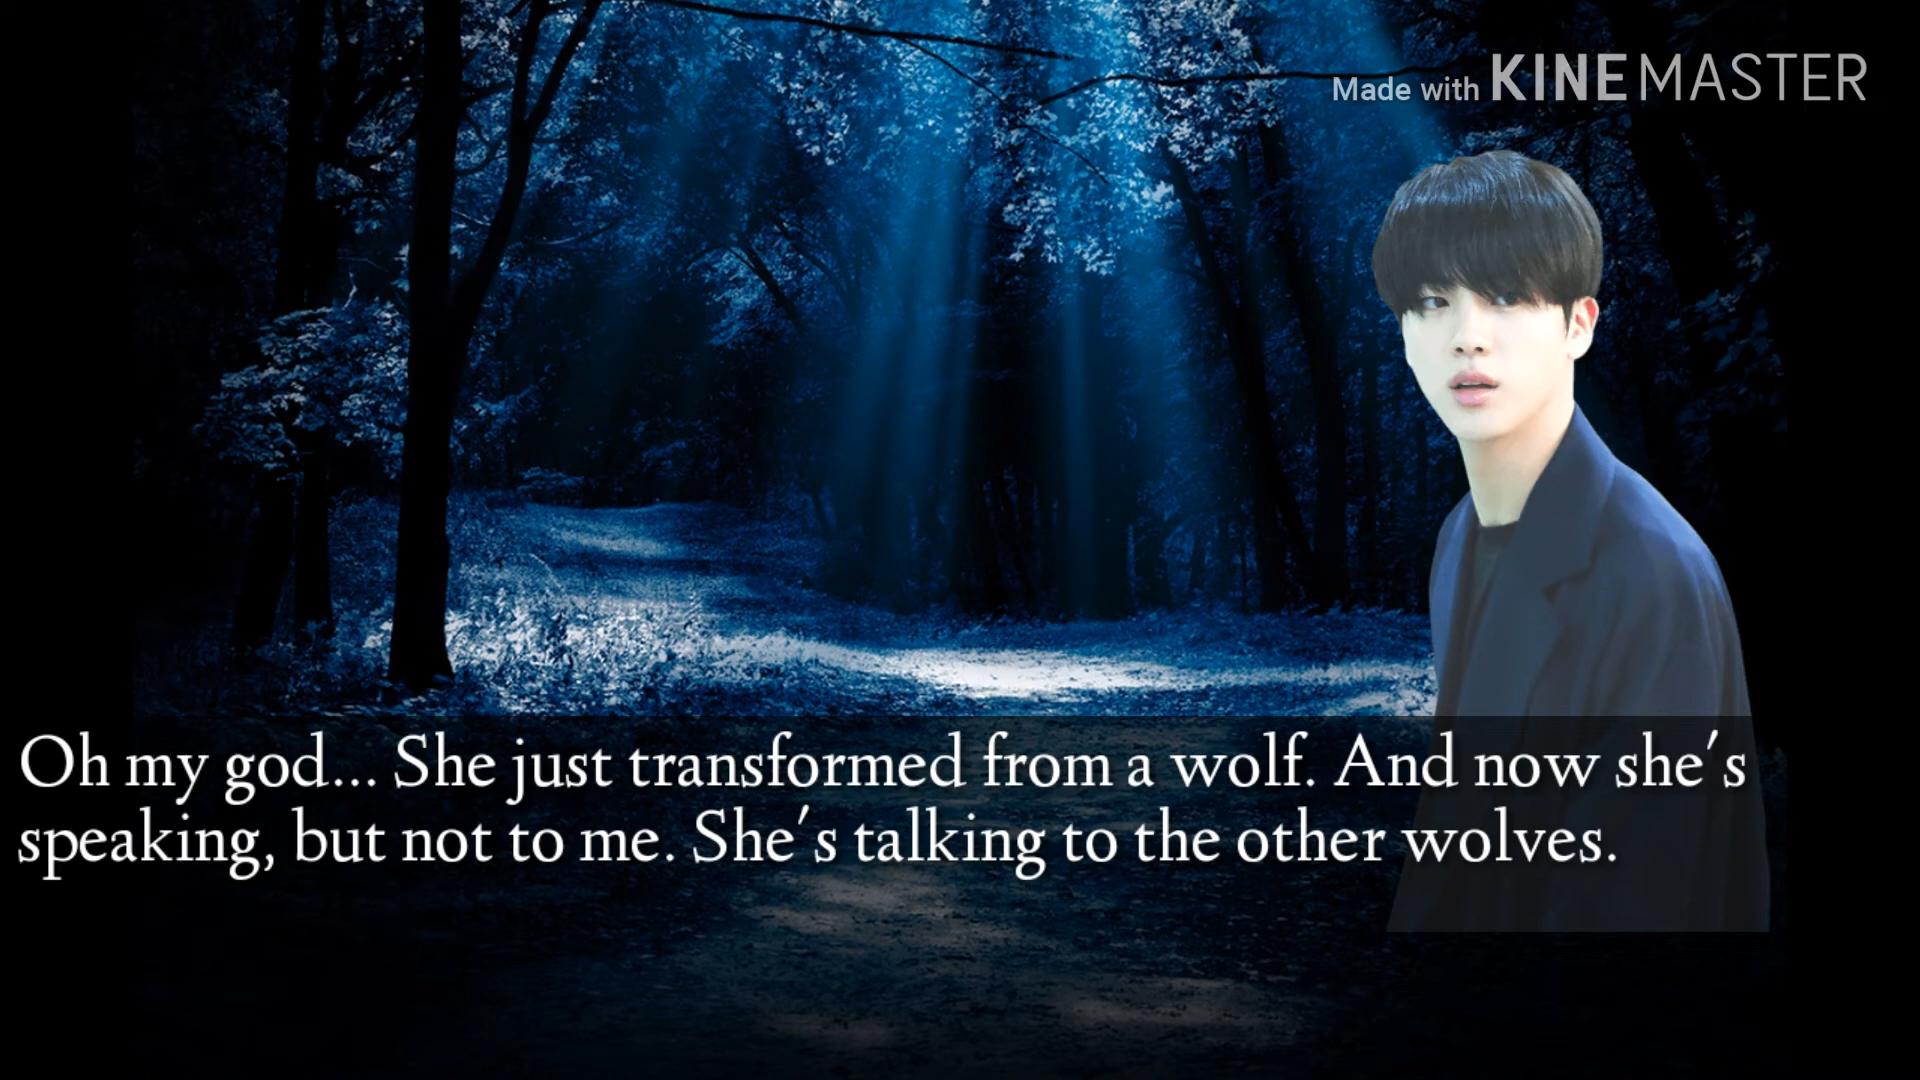 Made with KINEMASTER
Oh my god... She just transformed from a wolf. And now she's
speaking, but not to me. She's talking to the other wolves.